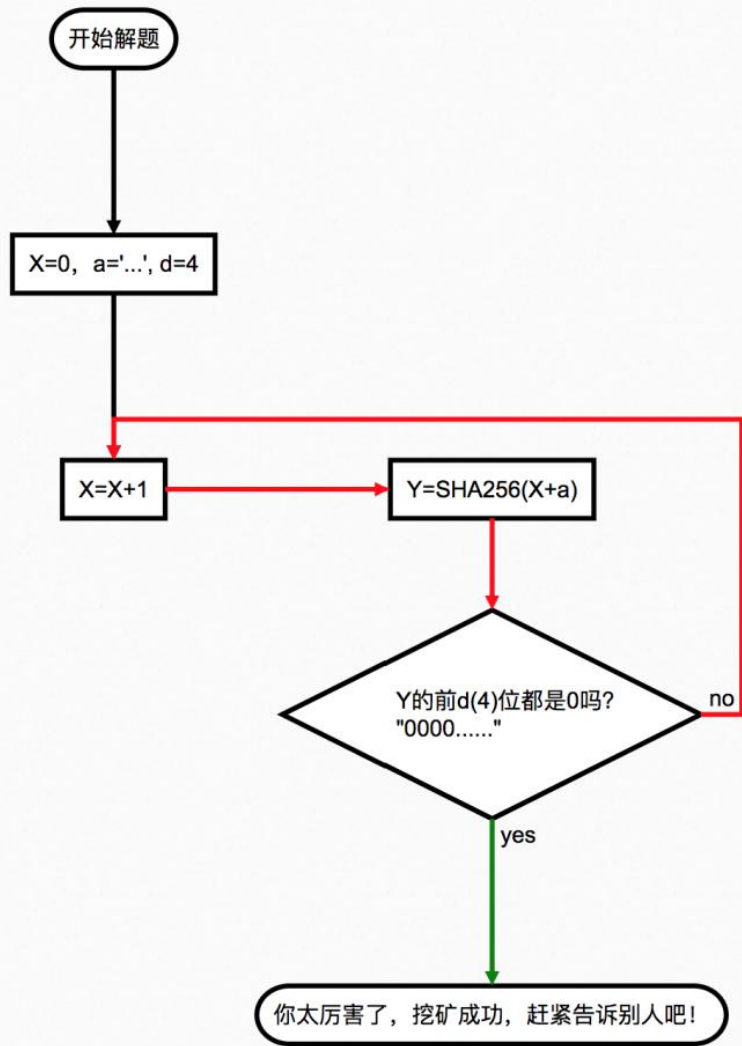 开始解题
X=0，a='...', d=4
X=X+1
Y=SHA256(X+a)
Y的前d(4)位都是0吗?
"0000......"
no
yes
你太厉害了，挖矿成功，赶紧告诉别人吧！